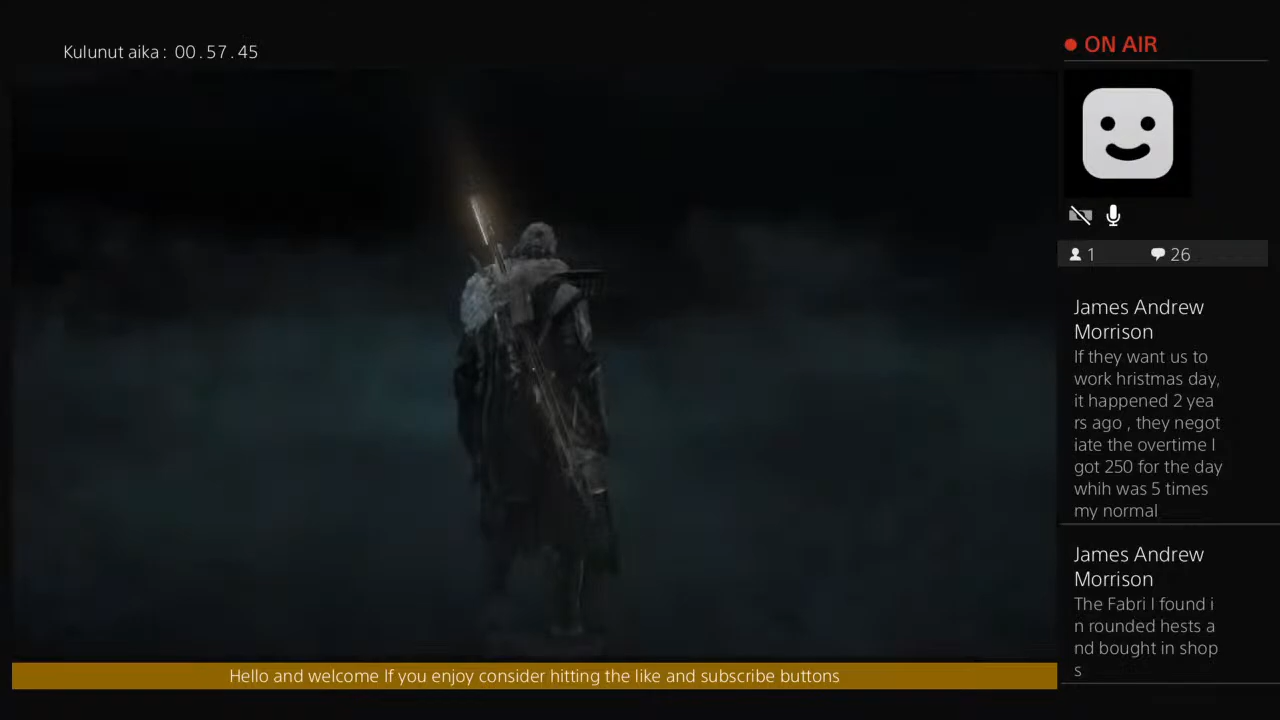 Kulunut aika : 00.57.45
ON AIR
1
26
James Andrew
Morrison
If they want us to
work hristmas day,
it happened 2 yea
rs ago , they negot
iate the overtime I
got 250 for the day
whih was 5 times
my normal
James Andrew
Morrison
The Fabri I found i
n rounded hests a
nd bought in shop
s
Hello and welcome If you enjoy consider hitting the like and subscribe buttons